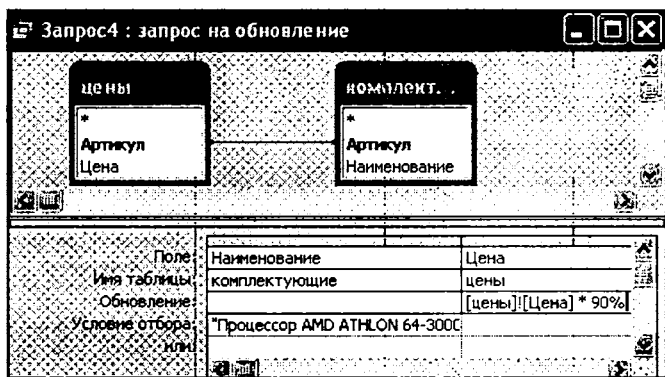 Запрос4 : запрос на обновление
цены
комплект...
*
Артикул
Цена
*
Артикул
Наименование
Поле: Наименование Цена
Имя таблицы: комплектующие цены
Обновление: [цены]![Цена] * 90%
Условие отбора: "Процессор AMD ATHLON 64-300
или: